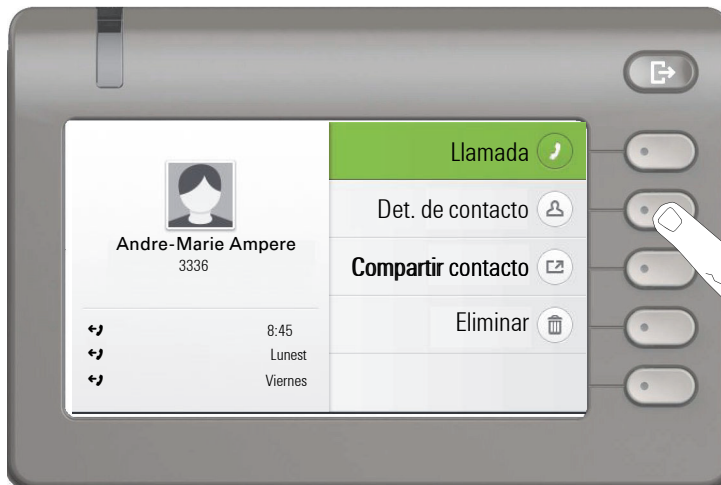 Llamada
Det. de contacto
Compartir contacto
Eliminar
Andre-Marie Ampere
3336
8:45
Lunest
Viernes